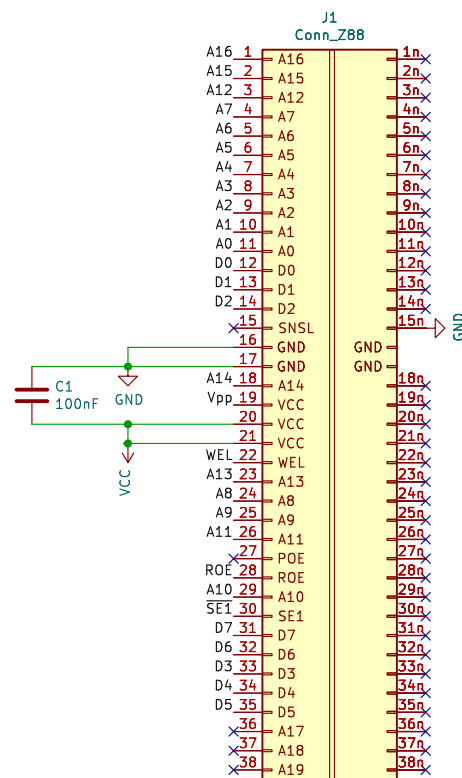 J1
Conn_Z88
A16 1 A16 1n
A15 2 A15 2n
A12 3 A12 3n
A7 4 A7 4n
A6 5 A6 5n
A5 6 A5 6n
A4 7 A4 7n
A3 8 A3 8n
A2 9 A2 9n
A1 10 A1 10n
A0 11 A0 11n
D0 12 D0 12n
D1 13 D1 13n
D2 14 D2 14n
15 SNSL 15n GND
16 GND GND
17 GND GND
C1
100nF
GND
A14 18 A14 18n
Vpp 19 VCC 19n
20 VCC 20n
21 VCC 21n
VCC
WEL 22 WEL 22n
A13 23 A13 23n
A8 24 A8 24n
A9 25 A9 25n
A11 26 A11 26n
27 POE 27n
ROE 28 ROE 28n
A10 29 A10 29n
SE1 30 SE1 30n
D7 31 D7 31n
D6 32 D6 32n
D3 33 D3 33n
D4 34 D4 34n
D5 35 D5 35n
36 A17 36n
37 A18 37n
38 A19 38n